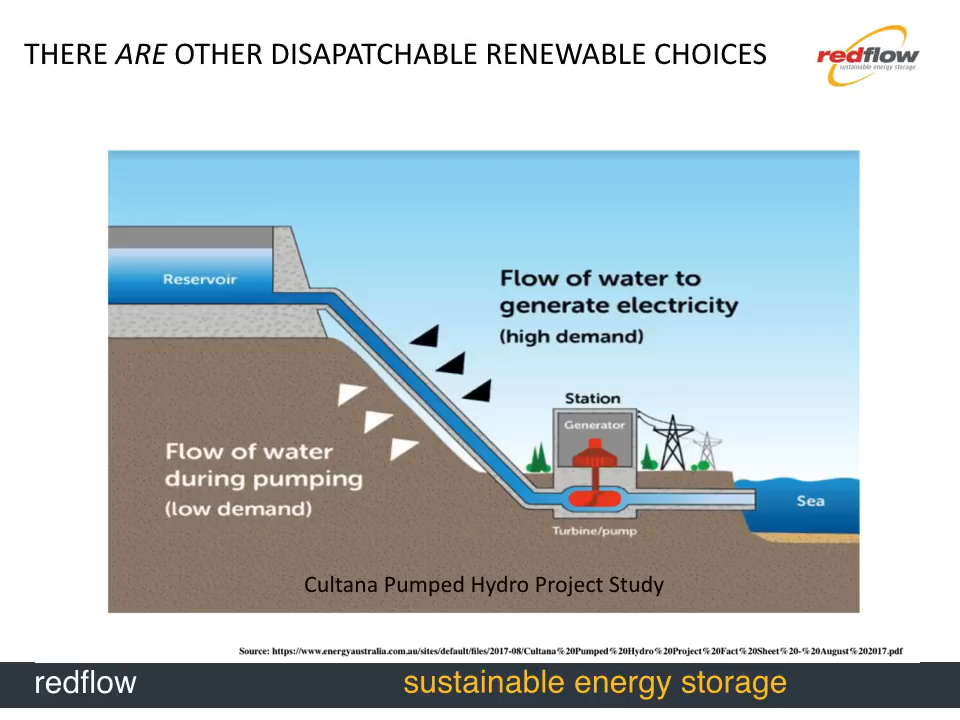 THERE ARE OTHER DISAPATCHABLE RENEWABLE CHOICES
redflow
sustainable energy storage
Reservoir
Flow of water to
generate electricity
(high demand)
Station
Generator
Flow of water
during pumping
(low demand)
Sea
Turbine/pump
Cultana Pumped Hydro Project Study
Source: https://www.energyaustralia.com.au/sites/default/files/2017-08/Cultana%20Pumped%20Hydro%20Project%20Fact%20Sheet%20-%20August%202017.pdf
redflow
sustainable energy storage